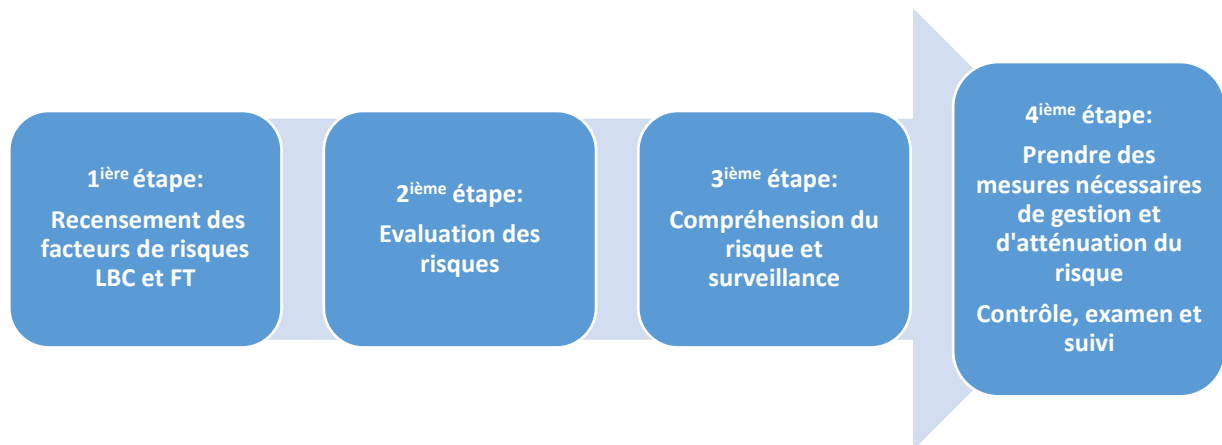 1ière étape:
Recensement des
facteurs de risques
LBC et FT
2ième étape:
Evaluation des
risques
3ième étape:
Compréhension du
risque et
surveillance
4ième étape:
Prendre des
mesures nécessaires
de gestion et
d'atténuation du
risque
Contrôle, examen et
suivi